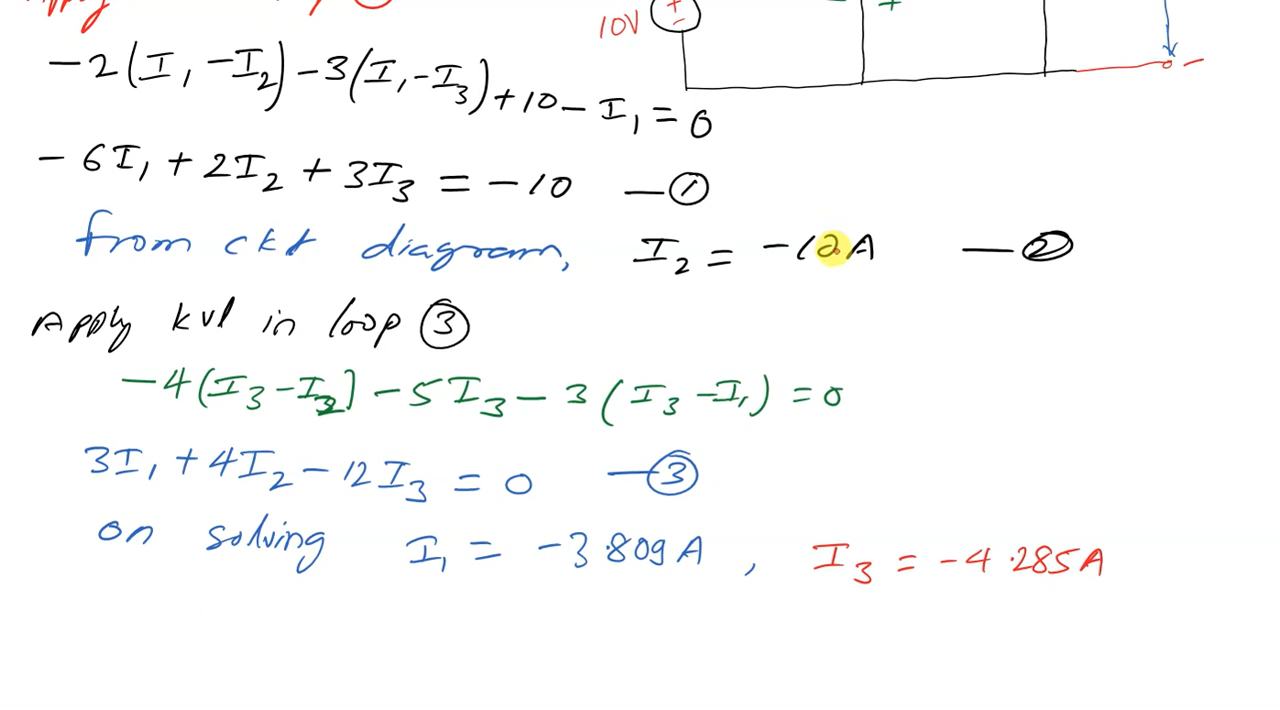 Apply
10V + -
+
-2(I₁ - I₂) - 3(I₁ - I₃) + 10 - I₁ = 0
-
- 6I₁ + 2I₂ + 3I₃ = -10 —①
from ckt diagram, I₂ = -12A —②
Apply kvl in loop ③
-4(I₃ - I₂) - 5I₃ - 3(I₃ - I₁) = 0
3I₁ + 4I₂ - 12I₃ = 0 —③
on solving I₁ = -3.809A , I₃ = -4.285A